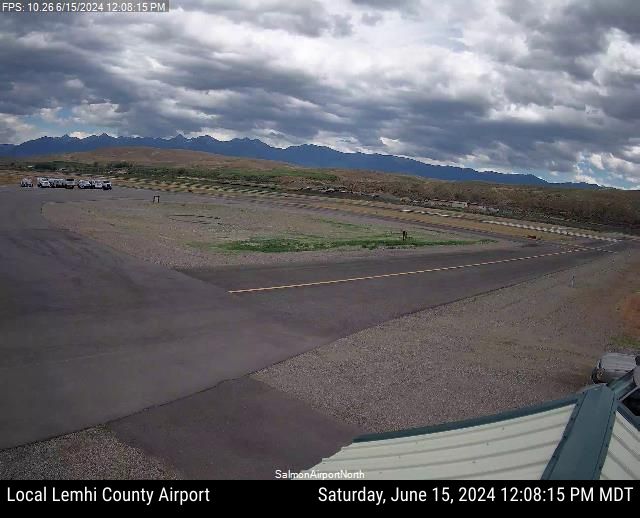 FPS: 10.26 6/15/2024 12:08:15 PM
SalmonAirportNorth
Local Lemhi County Airport Saturday, June 15, 2024 12:08:15 PM MDT